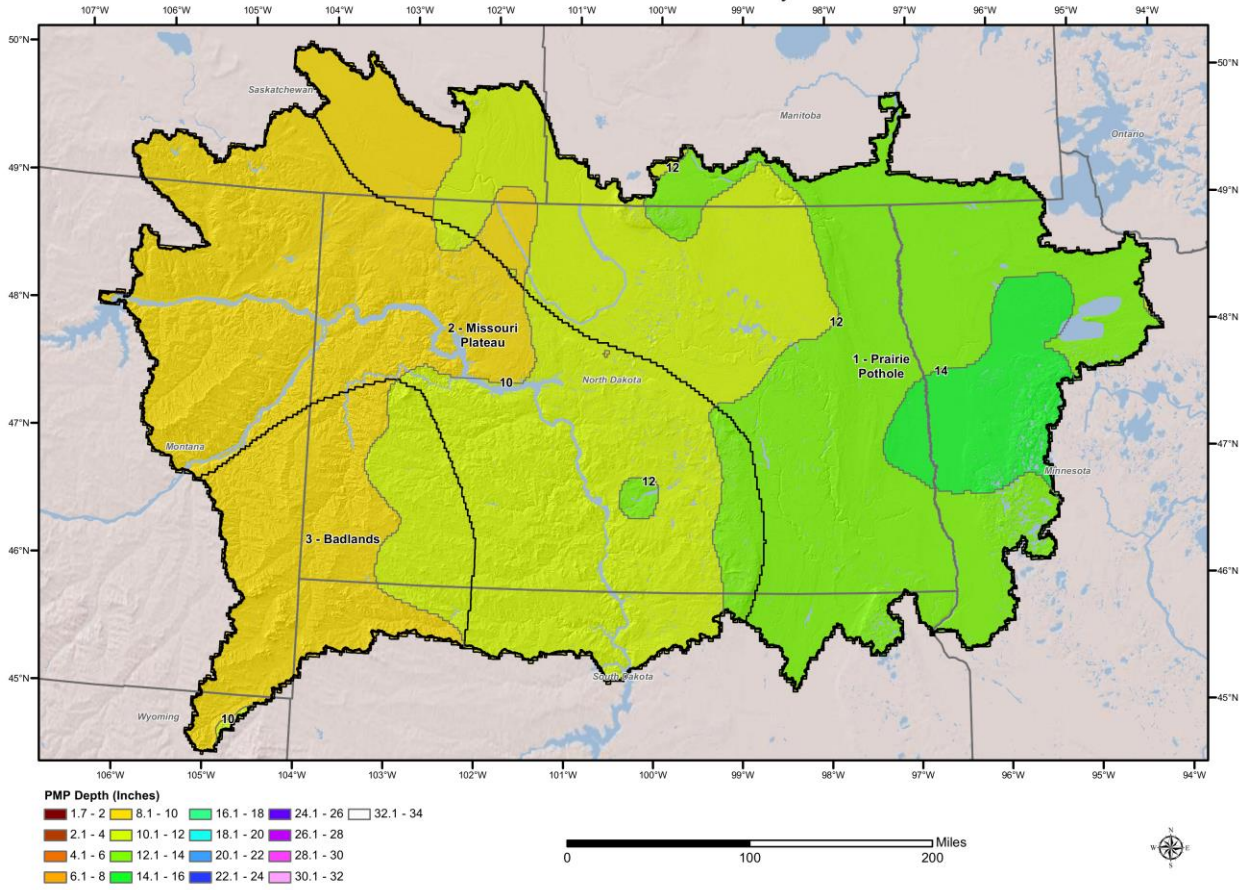 107°W 106°W 105°W 104°W 103°W 102°W 101°W 100°W 99°W 98°W 97°W 96°W 95°W 94°W
50°N
50°N
Saskatchewan
Manitoba
Ontario
49°N
12
49°N
48°N
2 - Missouri
Plateau
12
48°N
1 - Prairie
Pothole
10
North Dakota
14
47°N
Montana
12
Minnesota
47°N
3 - Badlands
46°N
46°N
45°N
South Dakota
45°N
Wyoming
10
106°W 105°W 104°W 103°W 102°W 101°W 100°W 99°W 98°W 97°W 96°W 95°W 94°W
PMP Depth (Inches)
1.7 - 2 8.1 - 10 16.1 - 18 24.1 - 26 32.1 - 34
2.1 - 4 10.1 - 12 18.1 - 20 26.1 - 28
4.1 - 6 12.1 - 14 20.1 - 22 28.1 - 30
6.1 - 8 14.1 - 16 22.1 - 24 30.1 - 32
Miles
0 100 200
N
W E
S